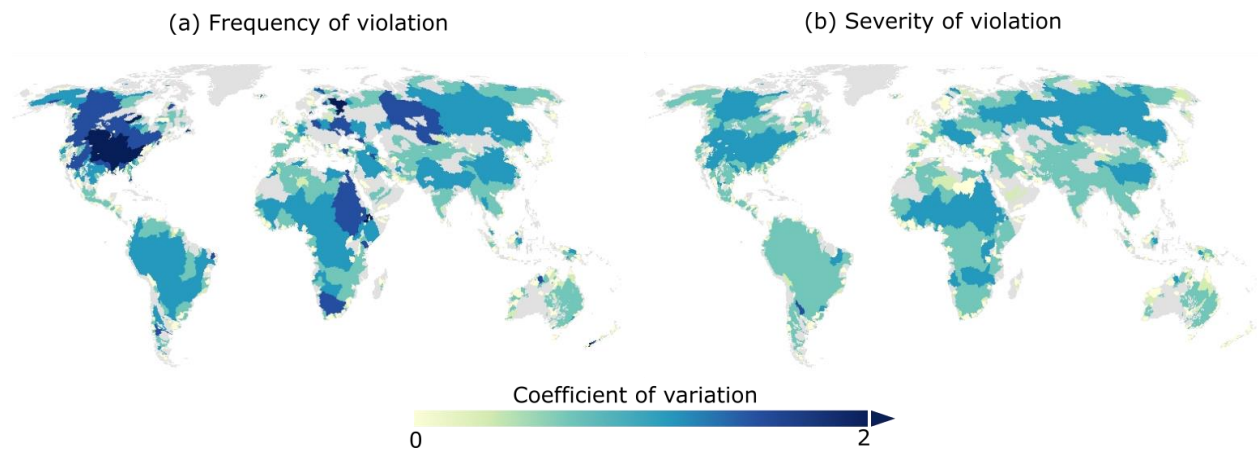 (a) Frequency of violation
(b) Severity of violation
Coefficient of variation
0
2